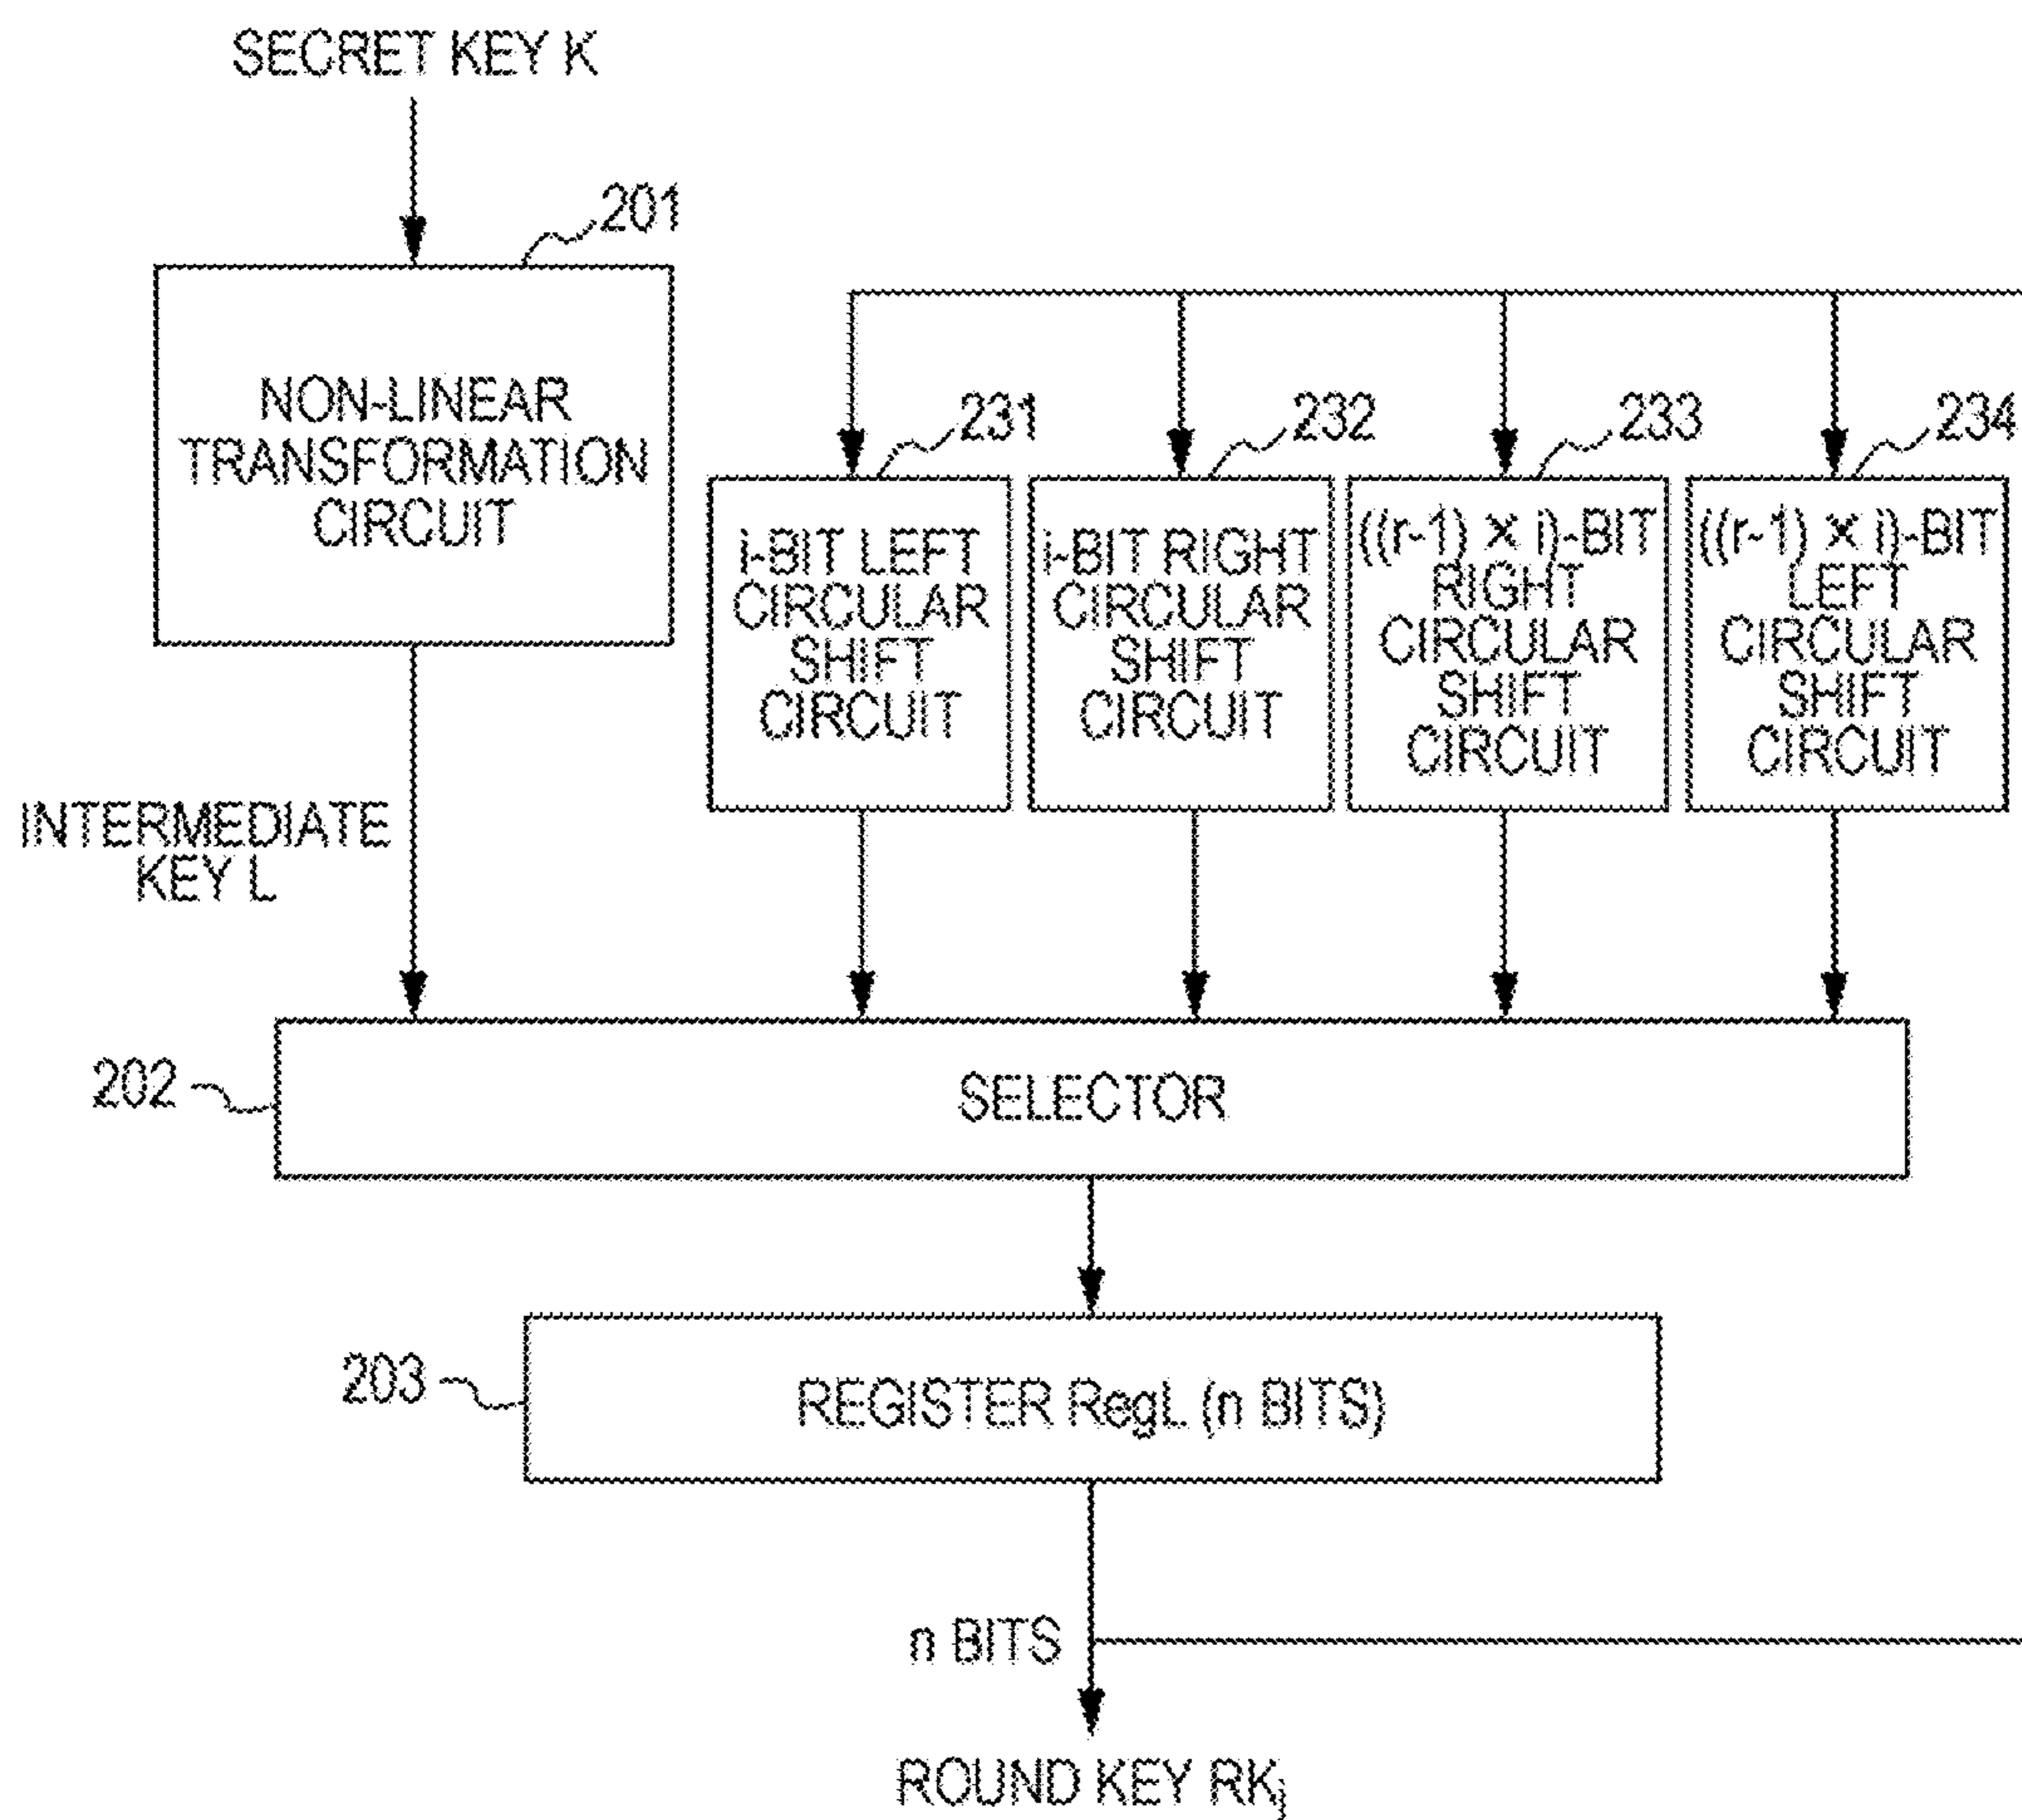 SECRET KEY K
201
NON-LINEAR
TRANSFORMATION
CIRCUIT
231
232
233
234
i-BIT LEFT
CIRCULAR
SHIFT
CIRCUIT
i-BIT RIGHT
CIRCULAR
SHIFT
CIRCUIT
((r-1) × i)-BIT
RIGHT
CIRCULAR
SHIFT
CIRCUIT
((r-1) × i)-BIT
LEFT
CIRCULAR
SHIFT
CIRCUIT
INTERMEDIATE
KEY L
202
SELECTOR
203
REGISTER RegL (n BITS)
n BITS
ROUND KEY RKj